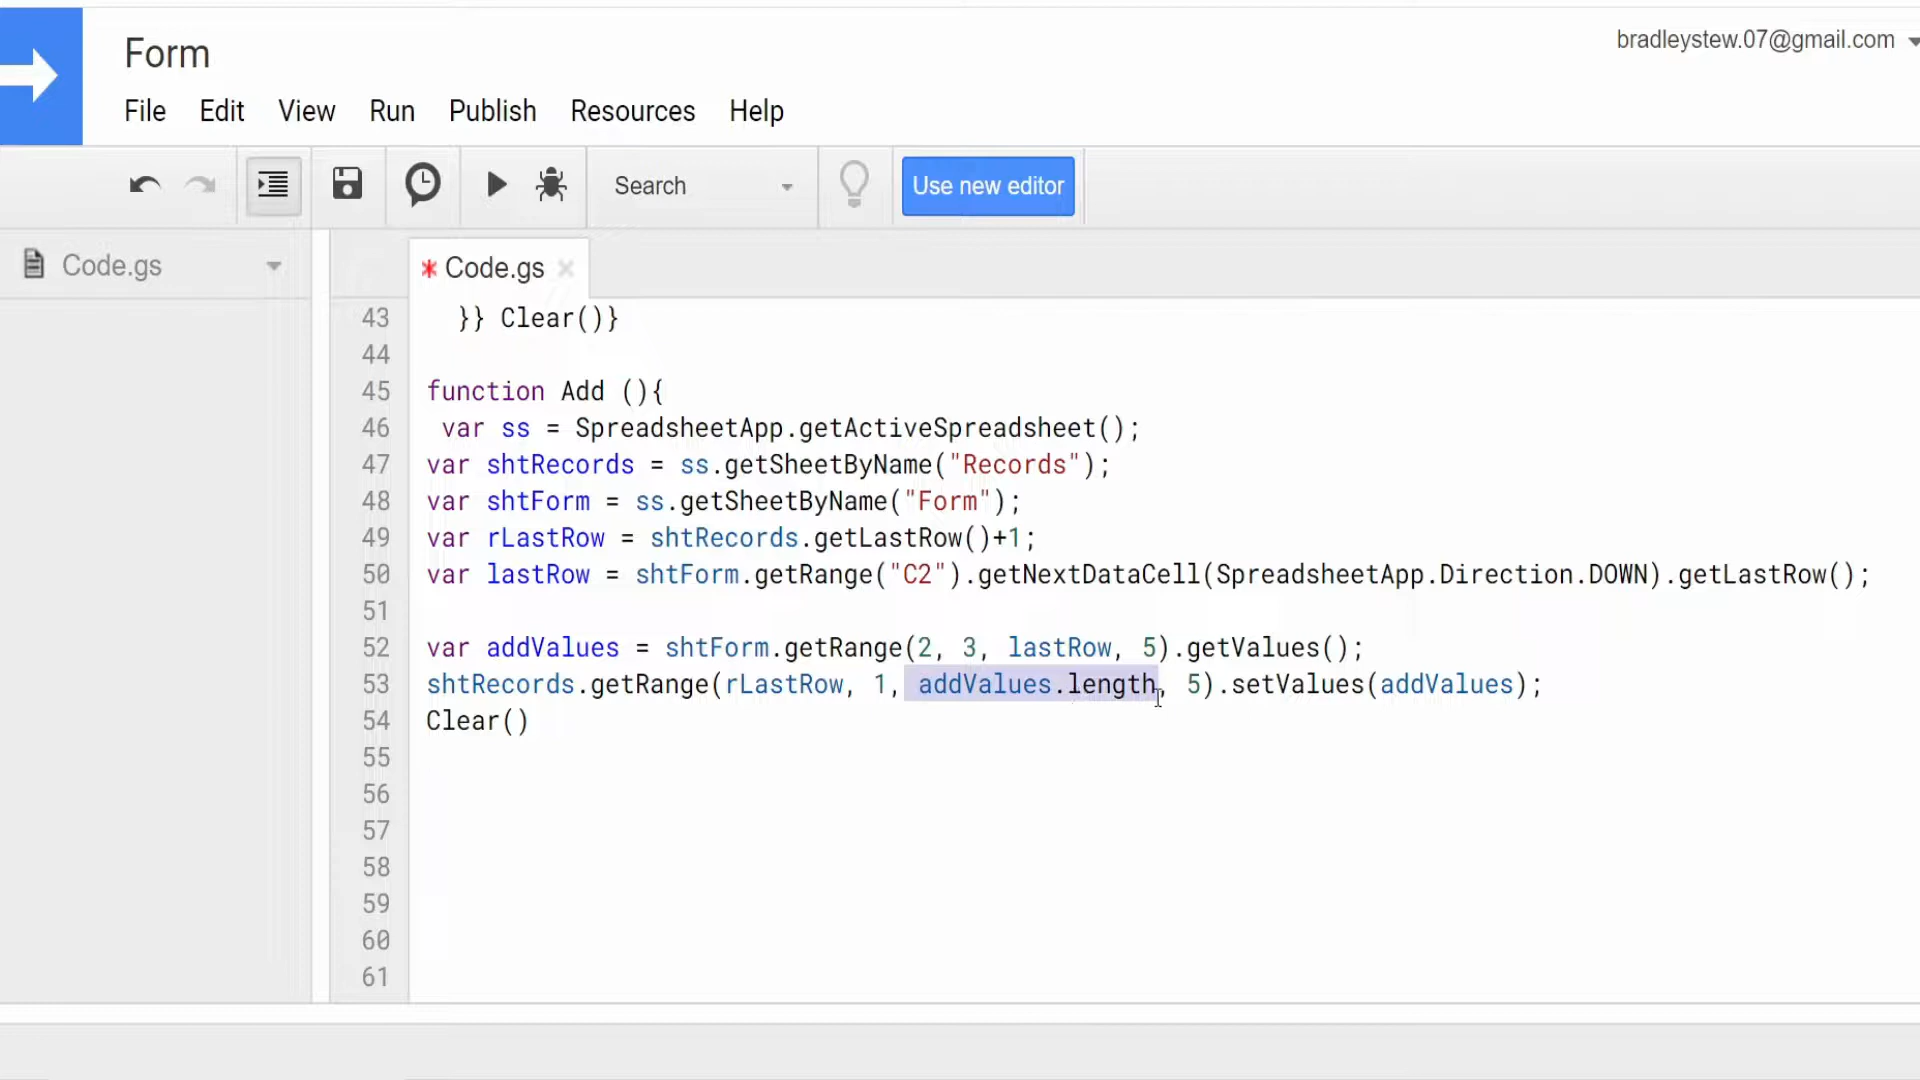 Form
bradleystew.07@gmail.com
File Edit View Run Publish Resources Help
Search
Use new editor
Code.gs
* Code.gs
43 }} Clear()}
44
45 function Add (){
46 var ss = SpreadsheetApp.getActiveSpreadsheet();
47 var shtRecords = ss.getSheetByName("Records");
48 var shtForm = ss.getSheetByName("Form");
49 var rLastRow = shtRecords.getLastRow()+1;
50 var lastRow = shtForm.getRange("C2").getNextDataCell(SpreadsheetApp.Direction.DOWN).getLastRow();
51
52 var addValues = shtForm.getRange(2, 3, lastRow, 5).getValues();
53 shtRecords.getRange(rLastRow, 1, addValues.length, 5).setValues(addValues);
54 Clear()
55
56
57
58
59
60
61